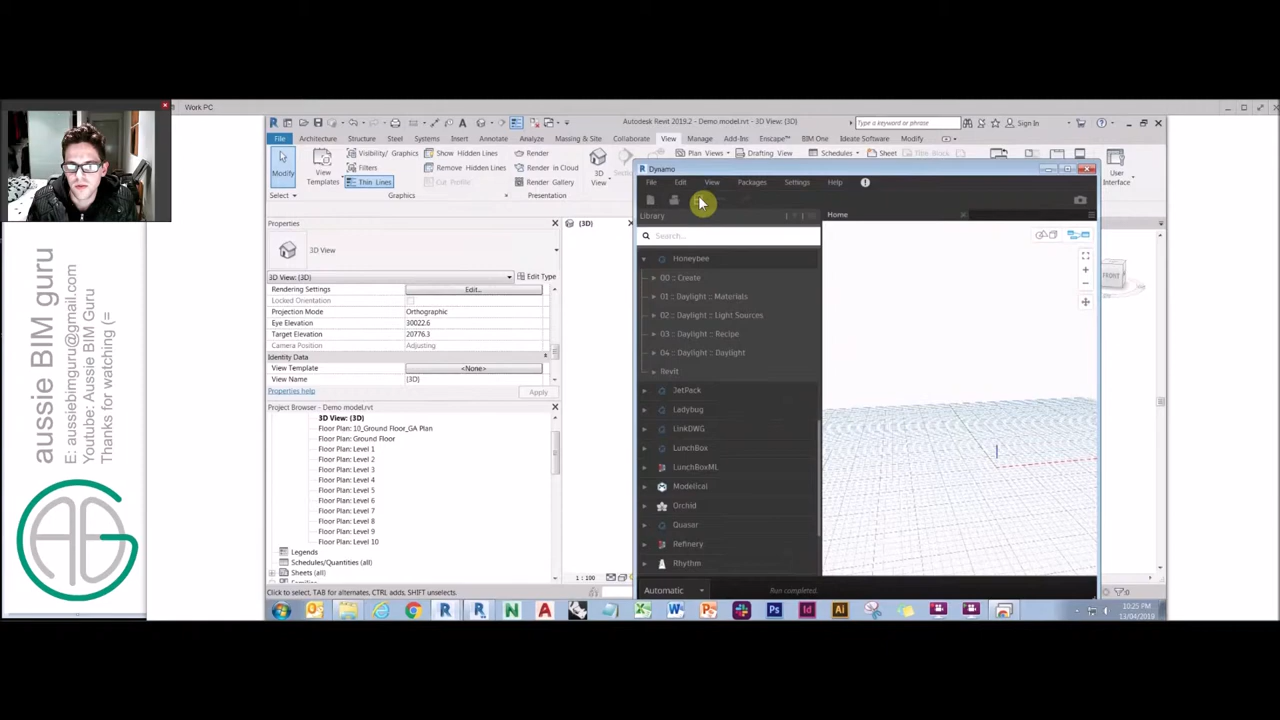 Work PC
Autodesk Revit 2019.2 - Demo model.rvt - 3D View: {3D}
Type a keyword or phrase
Sign In
File Architecture Structure Steel Systems Insert Annotate Analyze Massing & Site Collaborate View Manage Add-Ins Enscape™ BIM One Ideate Software Modify
Modify
View Templates
Visibility/ Graphics
Filters
Thin Lines
Show Hidden Lines
Remove Hidden Lines
Cut Profile
Render
Render in Cloud
Render Gallery
3D View
Plan Views
Drafting View
Schedules
Sheet
Title Block
User Interface
Select
Graphics
Presentation
Properties
3D View
3D View: {3D}
Edit Type
Rendering Settings Edit...
Locked Orientation
Projection Mode Orthographic
Eye Elevation 30022.6
Target Elevation 20776.3
Camera Position Adjusting
Identity Data
View Template <None>
View Name {3D}
Properties help
Apply
Project Browser - Demo model.rvt
3D View: {3D}
Floor Plan: 10_Ground Floor_GA Plan
Floor Plan: Ground Floor
Floor Plan: Level 1
Floor Plan: Level 2
Floor Plan: Level 3
Floor Plan: Level 4
Floor Plan: Level 5
Floor Plan: Level 6
Floor Plan: Level 7
Floor Plan: Level 8
Floor Plan: Level 9
Floor Plan: Level 10
Legends
Schedules/Quantities (all)
Sheets (all)
Click to select, TAB for alternates, CTRL adds, SHIFT unselects.
{3D}
1 : 100
Dynamo
File Edit View Packages Settings Help
Library
Search...
Honeybee
00 :: Create
01 :: Daylight :: Materials
02 :: Daylight :: Light Sources
03 :: Daylight :: Recipe
04 :: Daylight :: Daylight
Revit
JetPack
Ladybug
LinkDWG
LunchBox
LunchBoxML
Modelical
Orchid
Quasar
Refinery
Rhythm
Home
Automatic
Run completed.
FRONT
:0
10:25 PM
13/04/2019
aussie BIM guru
E: aussiebimguru@gmail.com
Youtube: Aussie BIM Guru
Thanks for watching (=